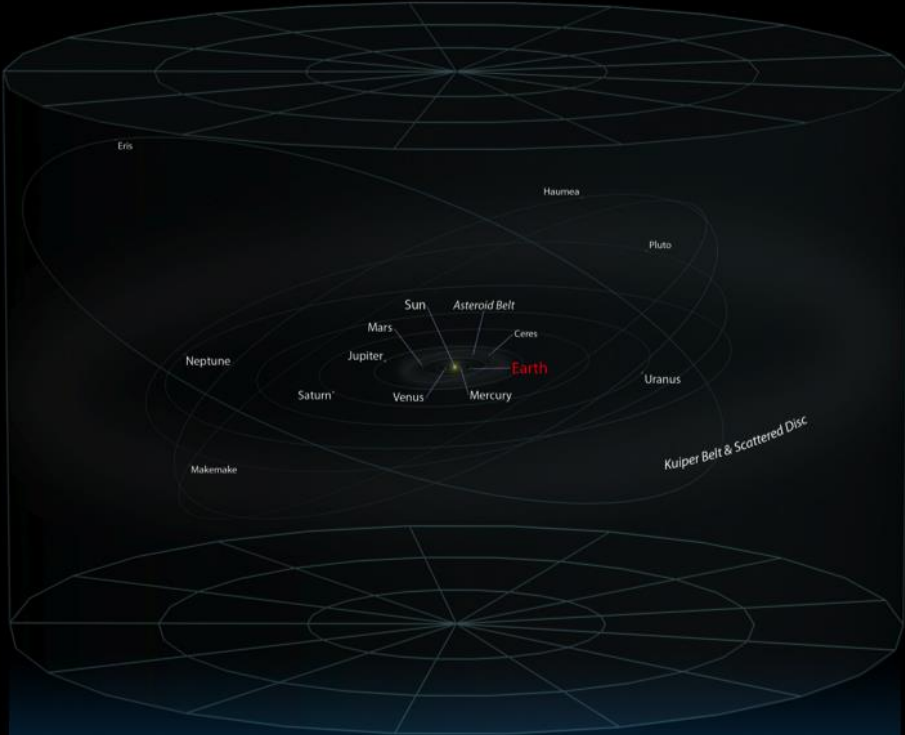 Eris
Haumea
Pluto
Sun
Asteroid Belt
Mars
Ceres
Jupiter
Neptune
Earth
Uranus
Saturn
Venus
Mercury
Kuiper Belt & Scattered Disc
Makemake